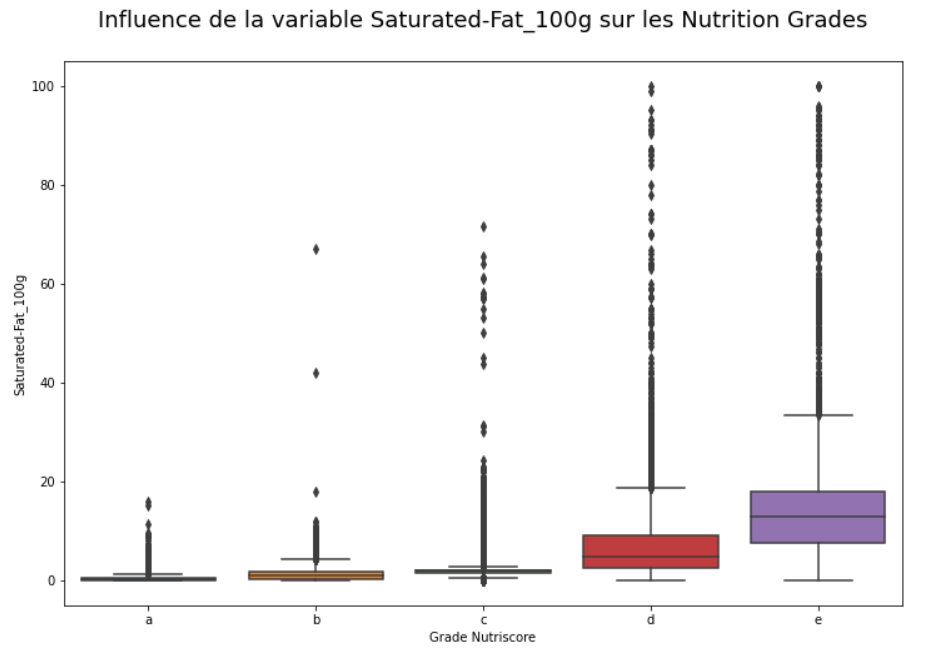 Influence de la variable Saturated-Fat_100g sur les Nutrition Grades
100
80
60
40
20
0
Saturated-Fat_100g
a b c d e
Grade Nutriscore